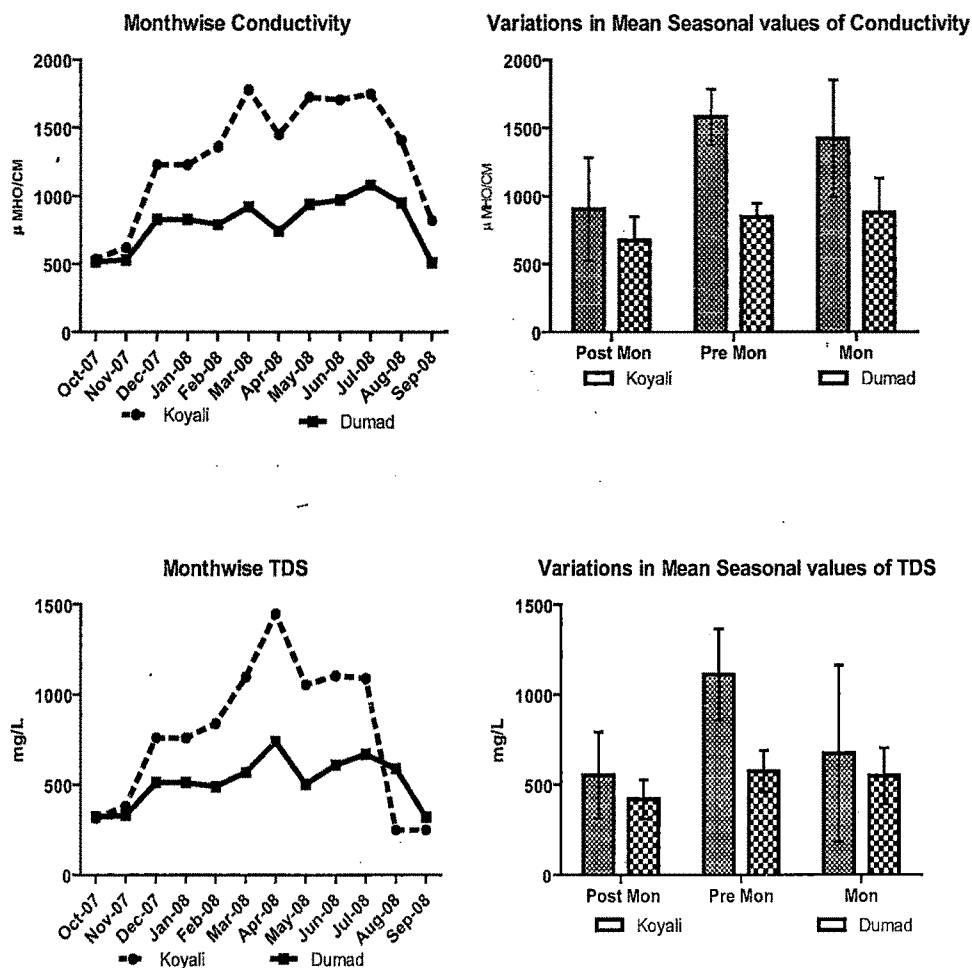 Monthwise Conductivity
2000
1500
1000
500
0
µ MHO/CM
Oct-07
Nov-07
Dec-07
Jan-08
Feb-08
Mar-08
Apr-08
May-08
Jun-08
Jul-08
Aug-08
Sep-08
Koyali
Dumad
Variations in Mean Seasonal values of Conductivity
2000
1500
1000
500
0
µ MHO/CM
Post Mon
Pre Mon
Mon
Koyali
Dumad
Monthwise TDS
1500
1000
500
0
mg/L
Oct-07
Nov-07
Dec-07
Jan-08
Feb-08
Mar-08
Apr-08
May-08
Jun-08
Jul-08
Aug-08
Sep-08
Koyali
Dumad
Variations in Mean Seasonal values of TDS
1500
1000
500
0
mg/L
Post Mon
Pre Mon
Mon
Koyali
Dumad